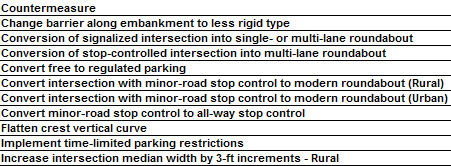 Countermeasure
Change barrier along embankment to less rigid type
Conversion of signalized intersection into single- or multi-lane roundabout
Conversion of stop-controlled intersection into multi-lane roundabout
Convert free to regulated parking
Convert intersection with minor-road stop control to modern roundabout (Rural)
Convert intersection with minor-road stop control to modern roundabout (Urban)
Convert minor-road stop control to all-way stop control
Flatten crest vertical curve
Implement time-limited parking restrictions
Increase intersection median width by 3-ft increments - Rural